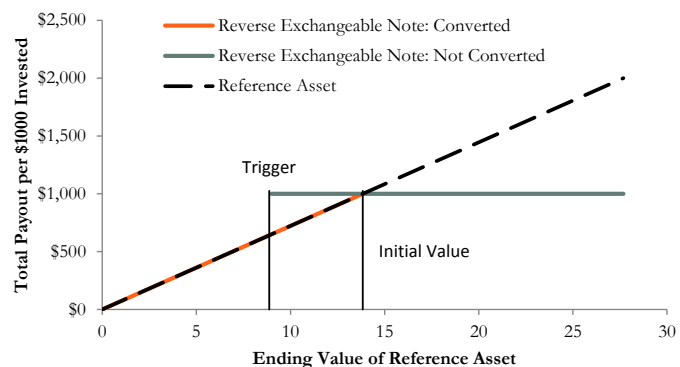 $2,500
$2,000
$1,500
$1,000
$500
$0
Total Payout per $1000 Invested
Reverse Exchangeable Note: Converted
Reverse Exchangeable Note: Not Converted
Reference Asset
Trigger
Initial Value
0 5 10 15 20 25 30
Ending Value of Reference Asset